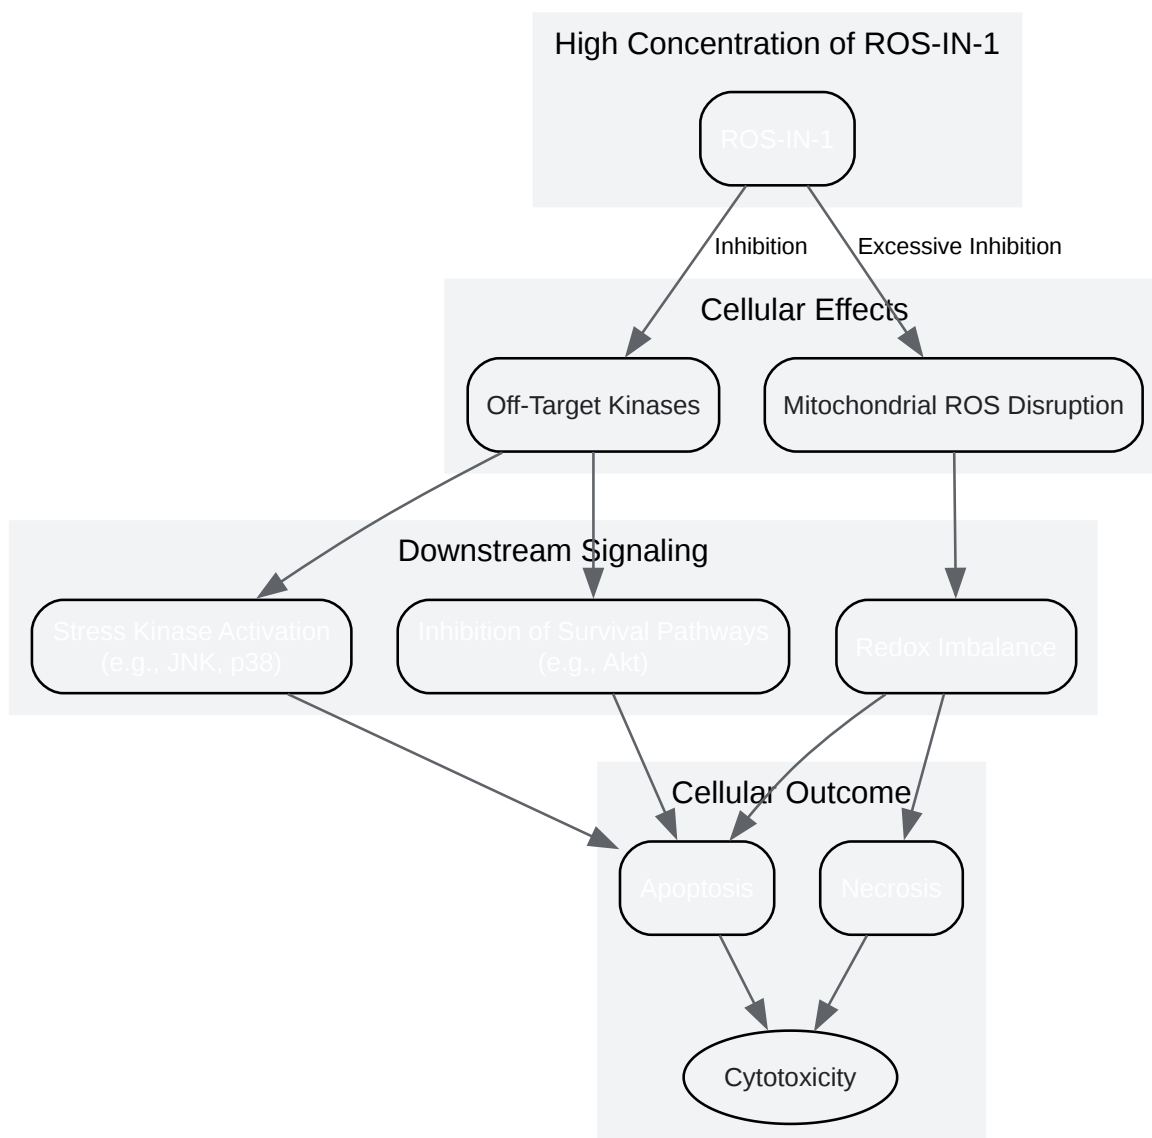 High Concentration of ROS-IN-1
ROS-IN-1
Inhibition
Excessive Inhibition
Cellular Effects
Off-Target Kinases
Mitochondrial ROS Disruption
Downstream Signaling
Stress Kinase Activation
(e.g., JNK, p38)
Inhibition of Survival Pathways
(e.g., Akt)
Redox Imbalance
Cellular Outcome
Apoptosis
Necrosis
Cytotoxicity